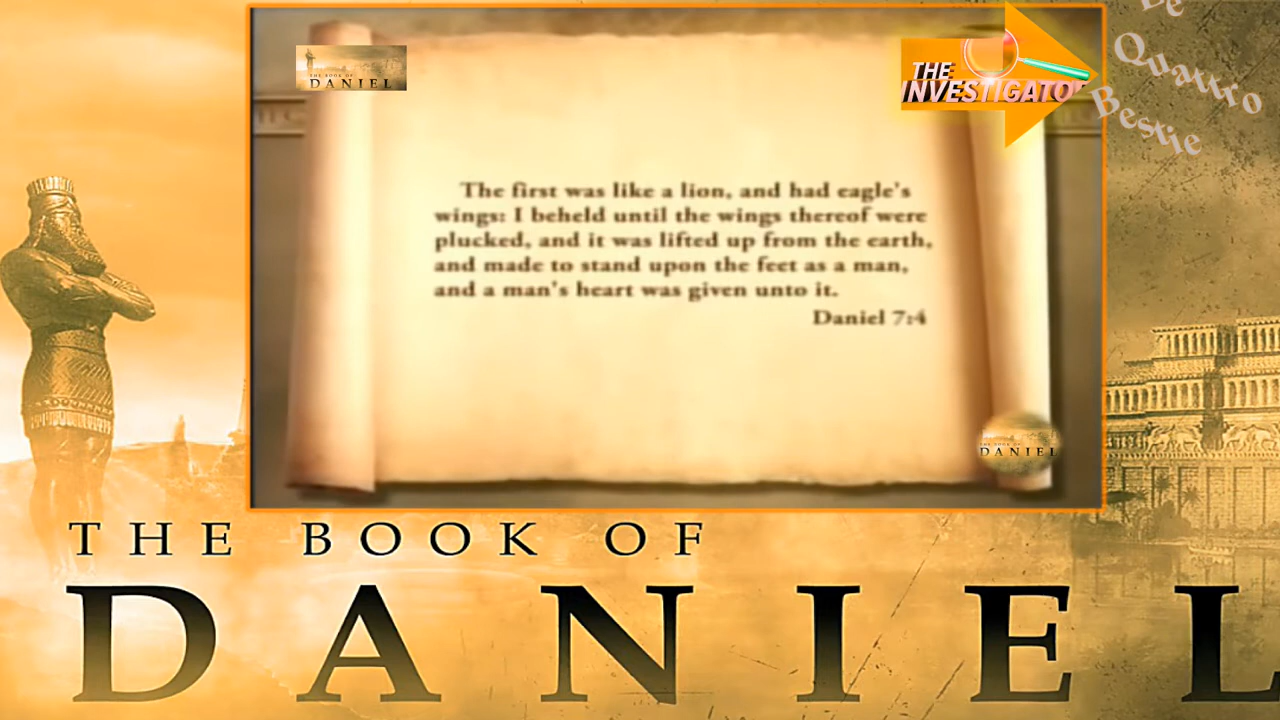 DANIEL
THE
INVESTIGATOR
Quattro
Bestie
The first was like a lion, and had eagle's
wings: I beheld until the wings thereof were
plucked, and it was lifted up from the earth,
and made to stand upon the feet as a man,
and a man's heart was given unto it.
Daniel 7:4
DANIEL
THE BOOK OF
DANIEL